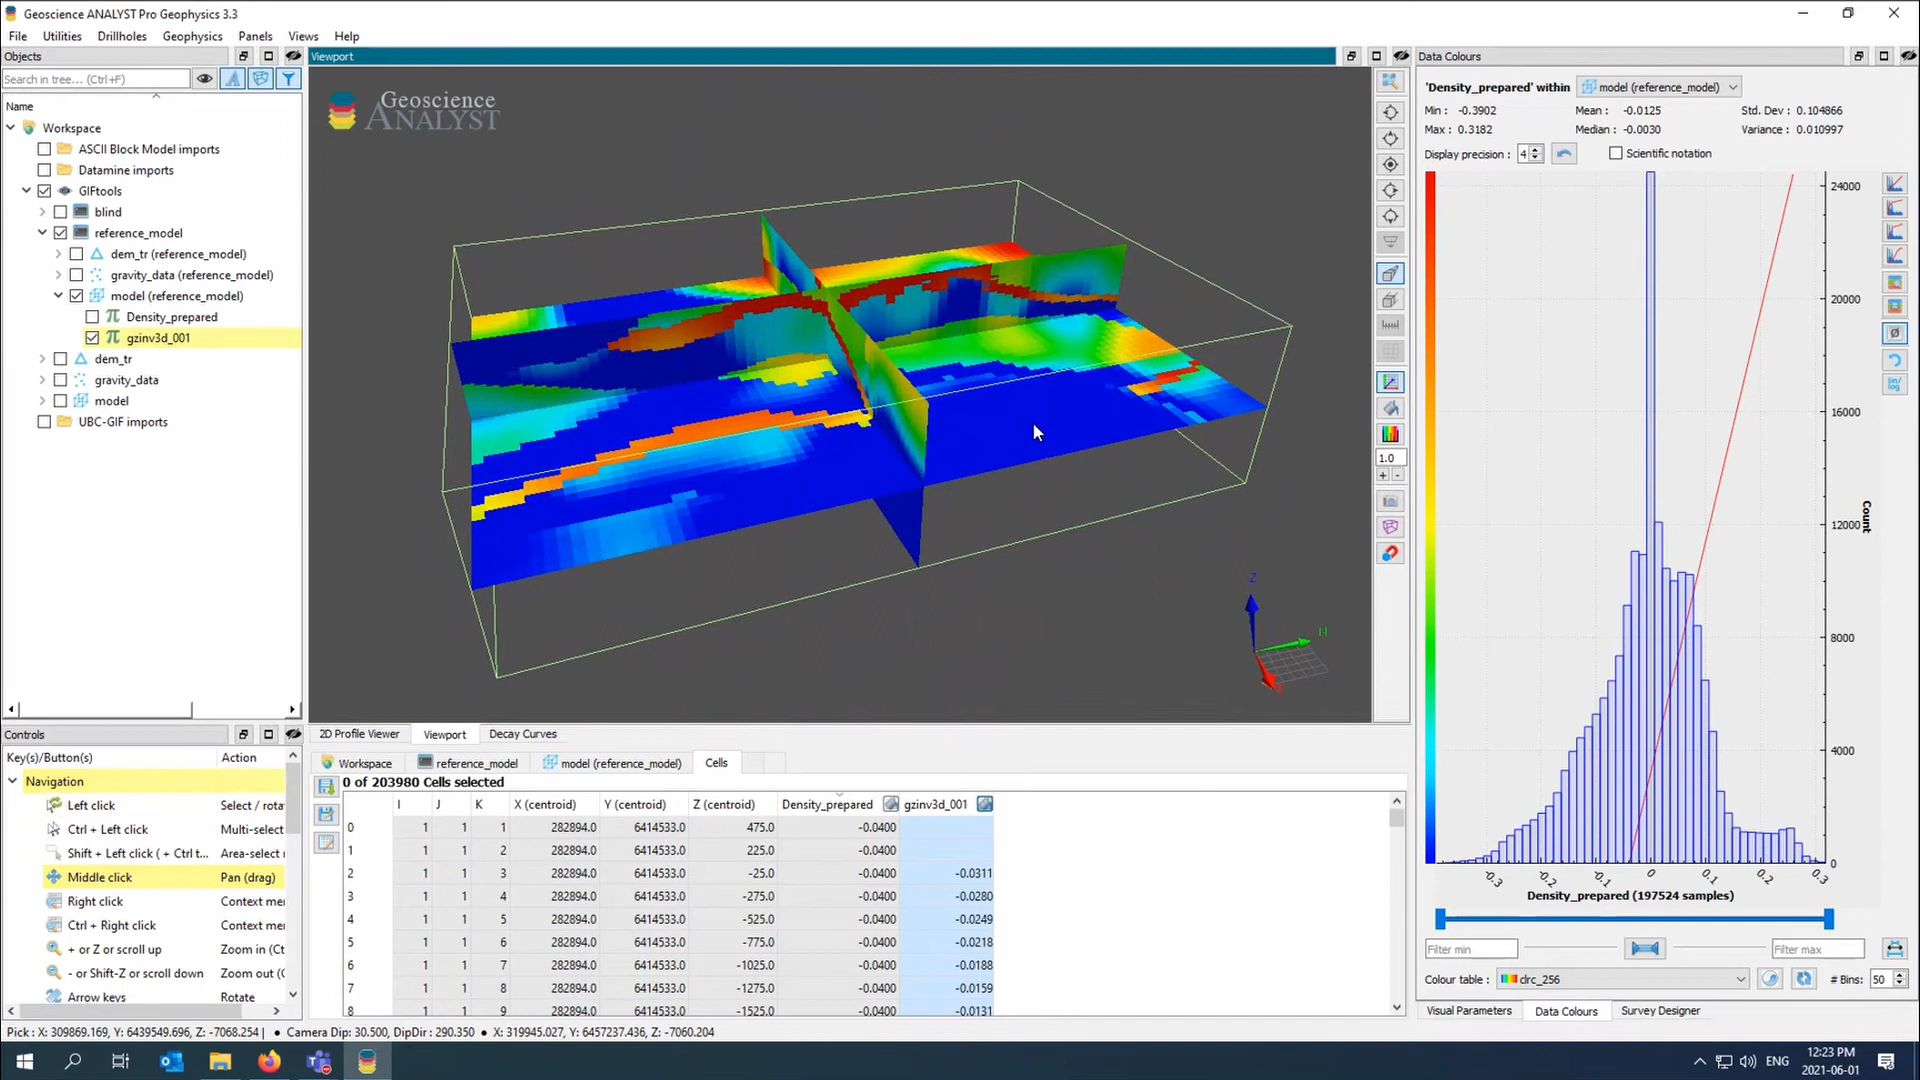 Geoscience ANALYST Pro Geophysics 3.3
File Utilities Drillholes Geophysics Panels Views Help
Objects
Search in tree... (Ctrl+F)
Name
Workspace
ASCII Block Model imports
Datamine imports
GIFtools
blind
reference_model
dem_tr (reference_model)
gravity_data (reference_model)
model (reference_model)
Density_prepared
gzinv3d_001
dem_tr
gravity_data
model
UBC-GIF imports
Controls
Key(s)/Button(s) Action
Navigation
Left click Select / rota
Ctrl + Left click Multi-select
Shift + Left click ( + Ctrl t... Area-select
Middle click Pan (drag)
Right click Context me
Ctrl + Right click Context me
+ or Z or scroll up Zoom in (Ct
- or Shift-Z or scroll down Zoom out (C
Arrow keys Rotate
Viewport
Geoscience
ANALYST
Z
N
1.0
+ -
2D Profile Viewer Viewport Decay Curves
Workspace reference_model model (reference_model) Cells
0 of 203980 Cells selected
I J K X (centroid) Y (centroid) Z (centroid) Density_prepared gzinv3d_001
0 1 1 1 282894.0 6414533.0 475.0 -0.0400
1 1 1 2 282894.0 6414533.0 225.0 -0.0400
2 1 1 3 282894.0 6414533.0 -25.0 -0.0400 -0.0311
3 1 1 4 282894.0 6414533.0 -275.0 -0.0400 -0.0280
4 1 1 5 282894.0 6414533.0 -525.0 -0.0400 -0.0249
5 1 1 6 282894.0 6414533.0 -775.0 -0.0400 -0.0218
6 1 1 7 282894.0 6414533.0 -1025.0 -0.0400 -0.0188
7 1 1 8 282894.0 6414533.0 -1275.0 -0.0400 -0.0159
8 1 1 9 282894.0 6414533.0 -1525.0 -0.0400 -0.0131
Data Colours
'Density_prepared' within model (reference_model)
Min : -0.3902 Mean : -0.0125 Std. Dev : 0.104866
Max : 0.3182 Median : -0.0030 Variance : 0.010997
Display precision : 4 Scientific notation
24000
20000
16000
12000
8000
4000
0
Count
lin/log
-0.3 -0.2 -0.1 0 0.1 0.2 0.3
Density_prepared (197524 samples)
Filter min Filter max
Colour table : clrc_256 # Bins: 50
Visual Parameters Data Colours Survey Designer
Pick : X: 309869.169, Y: 6439549.696, Z: -7068.254 | ● Camera Dip: 30.500, DipDir : 290.350 ● X: 319945.027, Y: 6457237.436, Z: -7060.204
ENG
12:23 PM
2021-06-01